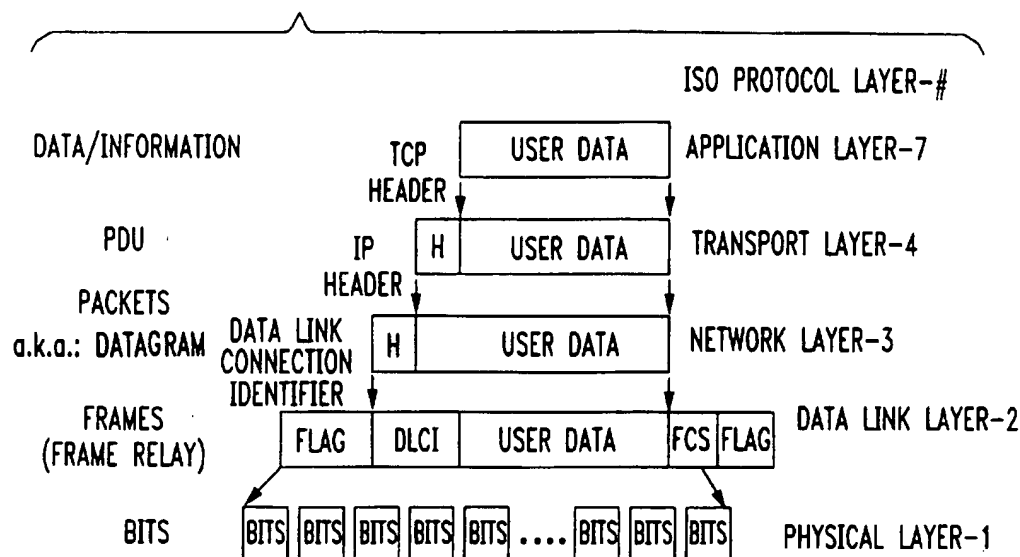 ISO PROTOCOL LAYER-#
DATA/INFORMATION
TCP
HEADER
USER DATA
APPLICATION LAYER-7
PDU
IP
HEADER
H
USER DATA
TRANSPORT LAYER-4
PACKETS
a.k.a.: DATAGRAM
DATA LINK
CONNECTION
IDENTIFIER
H
USER DATA
NETWORK LAYER-3
FRAMES
(FRAME RELAY)
FLAG
DLCI
USER DATA
FCS
FLAG
DATA LINK LAYER-2
BITS
BITS BITS BITS BITS BITS .... BITS BITS BITS
PHYSICAL LAYER-1